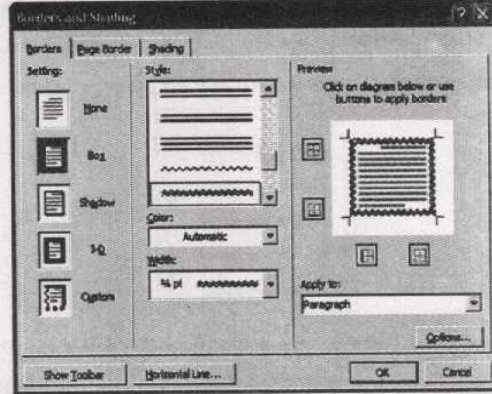 Borders and Shading
Borders Page Border Shading
Setting:
None
Box
Shadow
3-D
Custom
Style:
Color:
Automatic
Width:
¾ pt
Preview
Click on diagram below or use
buttons to apply borders
Apply to:
Paragraph
Options...
Show Toolbar Horizontal Line... OK Cancel